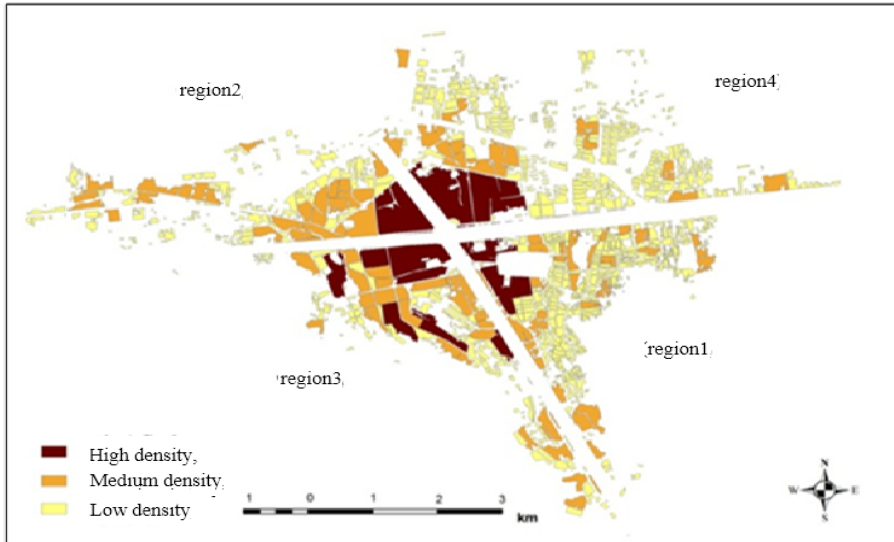 region2,
region4)
(region1,
region3,
High density,
Medium density,
Low density
1 0 1 2 3
km
N
W E
S